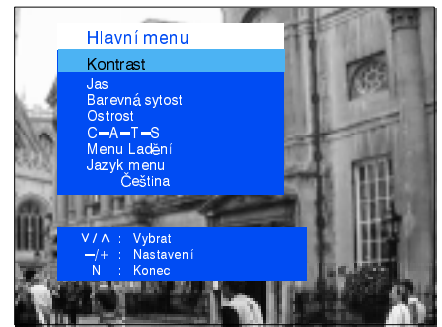 Hlavní menu
Kontrast
Jas
Barevná sytost
Ostrost
C–A–T–S
Menu Ladění
Jazyk menu
Čeština
∨ / ∧ : Vybrat
–/+ : Nastavení
N : Konec